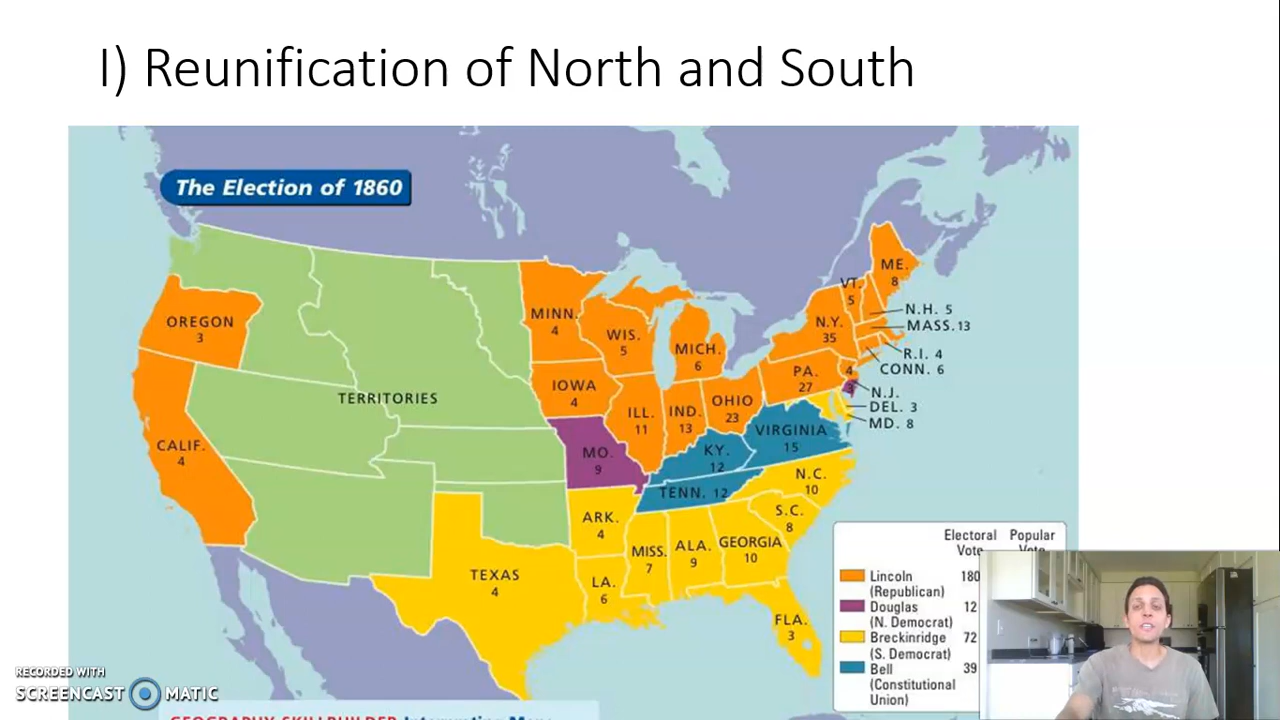 I) Reunification of North and South
The Election of 1860
OREGON
3
CALIF.
4
TERRITORIES
MINN.
4
WIS.
5
MICH.
6
IOWA
4
ILL.
11
IND.
13
OHIO
23
PA.
27
N.Y.
35
VT.
5
ME.
8
N.H. 5
MASS. 13
R.I. 4
CONN. 6
4
N.J.
3
DEL. 3
MD. 8
MO.
9
KY.
12
VIRGINIA
15
TENN. 12
N.C.
10
S.C.
8
ARK.
4
MISS.
7
ALA.
9
GEORGIA
10
TEXAS
4
LA.
6
FLA.
3
Electoral Popular
Vote Vote
Lincoln 180
(Republican)
Douglas 12
(N. Democrat)
Breckinridge 72
(S. Democrat)
Bell 39
(Constitutional
Union)
RECORDED WITH
SCREENCAST MATIC
GEOGRAPHY SKILLBUILDER